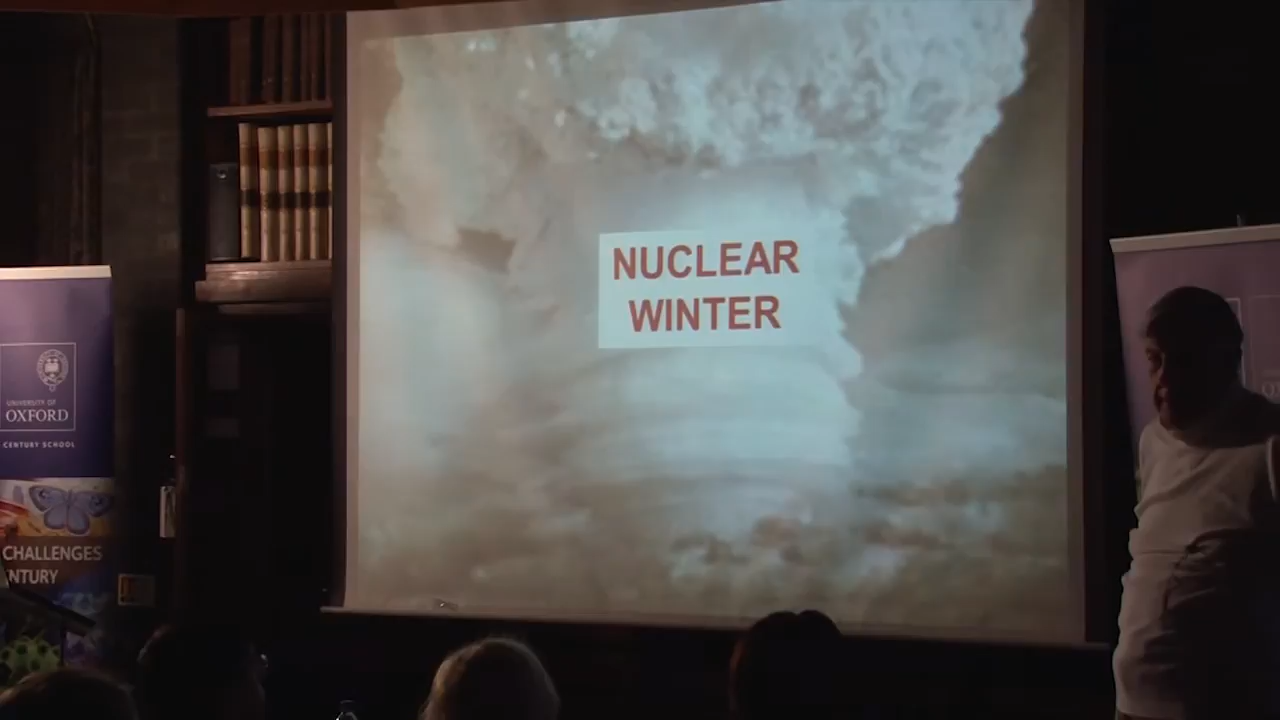 NUCLEAR
WINTER
UNIVERSITY OF
OXFORD
CENTURY SCHOOL
CHALLENGES
NTURY